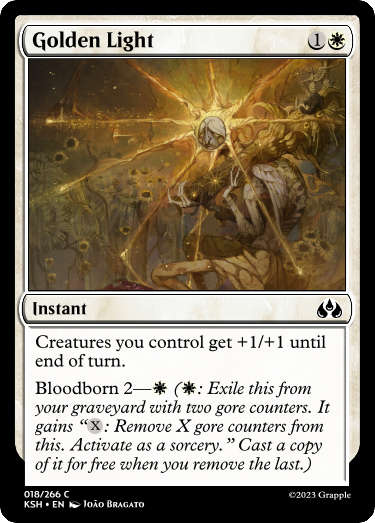 Golden Light 1
Instant
Creatures you control get +1/+1 until
end of turn.
Bloodborn 2— (: Exile this from
your graveyard with two gore counters. It
gains “X: Remove X gore counters from
this. Activate as a sorcery.” Cast a copy
of it for free when you remove the last.)
018/266 C
KSH • EN João Bragato
©2023 Grapple